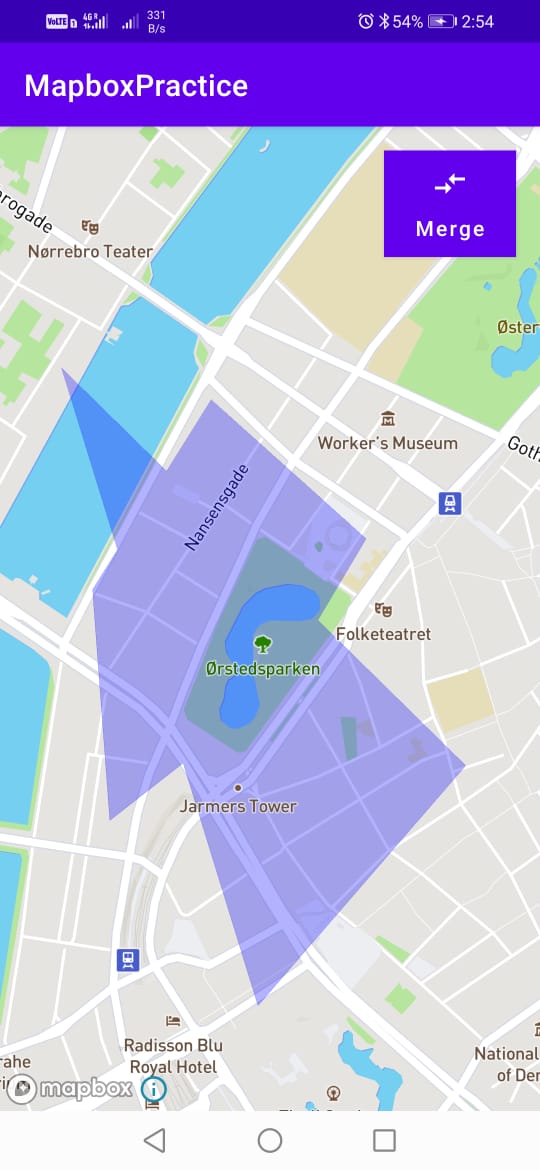 VoLTE
4G R
331
B/s
54%
2:54
MapboxPractice
Merge
rogade
Nørrebro Teater
Øster
Worker's Museum
Goth
Nansensgade
Folketeatret
Ørstedsparken
Jarmers Tower
Radisson Blu
Royal Hotel
National
of Der
rahe
mapbox